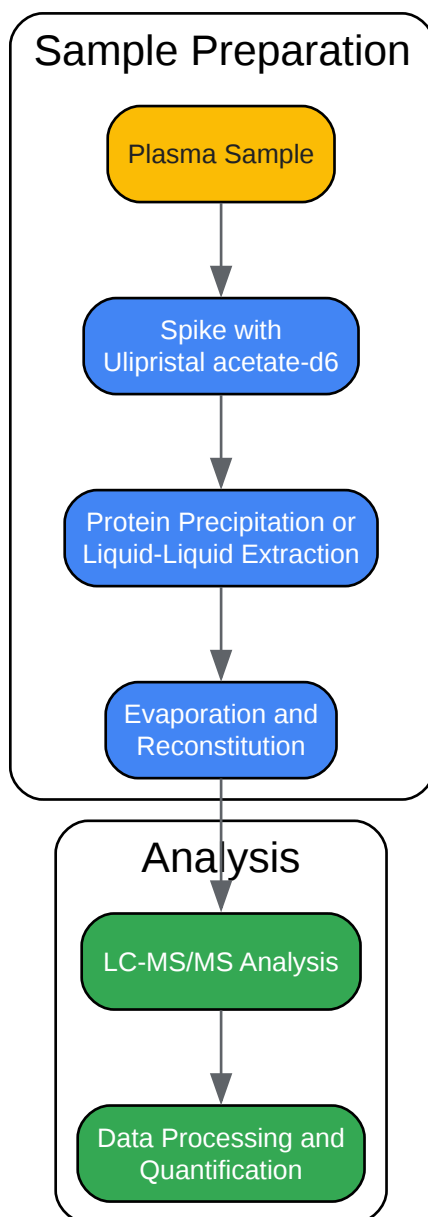 Sample Preparation
Plasma Sample
Spike with
Ulipristal acetate-d6
Protein Precipitation or
Liquid-Liquid Extraction
Evaporation and
Reconstitution
Analysis
LC-MS/MS Analysis
Data Processing and
Quantification